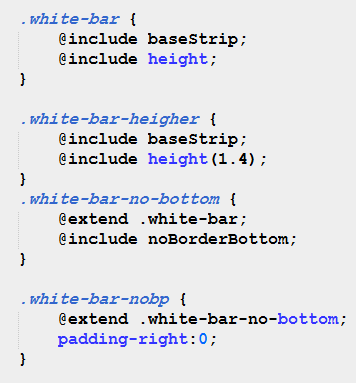 .white-bar {
@include baseStrip;
@include height;
}
.white-bar-heigher {
@include baseStrip;
@include height(1.4);
}
.white-bar-no-bottom {
@extend .white-bar;
@include noBorderBottom;
}
.white-bar-nobp {
@extend .white-bar-no-bottom;
padding-right:0;
}